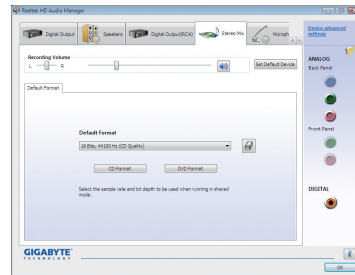 Realtek HD Audio Manager
Digital Output
Speakers
Digital Output(RCA)
Stereo Mix
Microph
Device advanced settings
Recording Volume
L
R
Set Default Device
ANALOG
Back Panel
Default Format
Default Format
16 Bits, 44100 Hz (CD Quality)
CD Format
DVD Format
Select the sample rate and bit depth to be used when running in shared
mode.
Front Panel
DIGITAL
GIGABYTE
TECHNOLOGY
OK